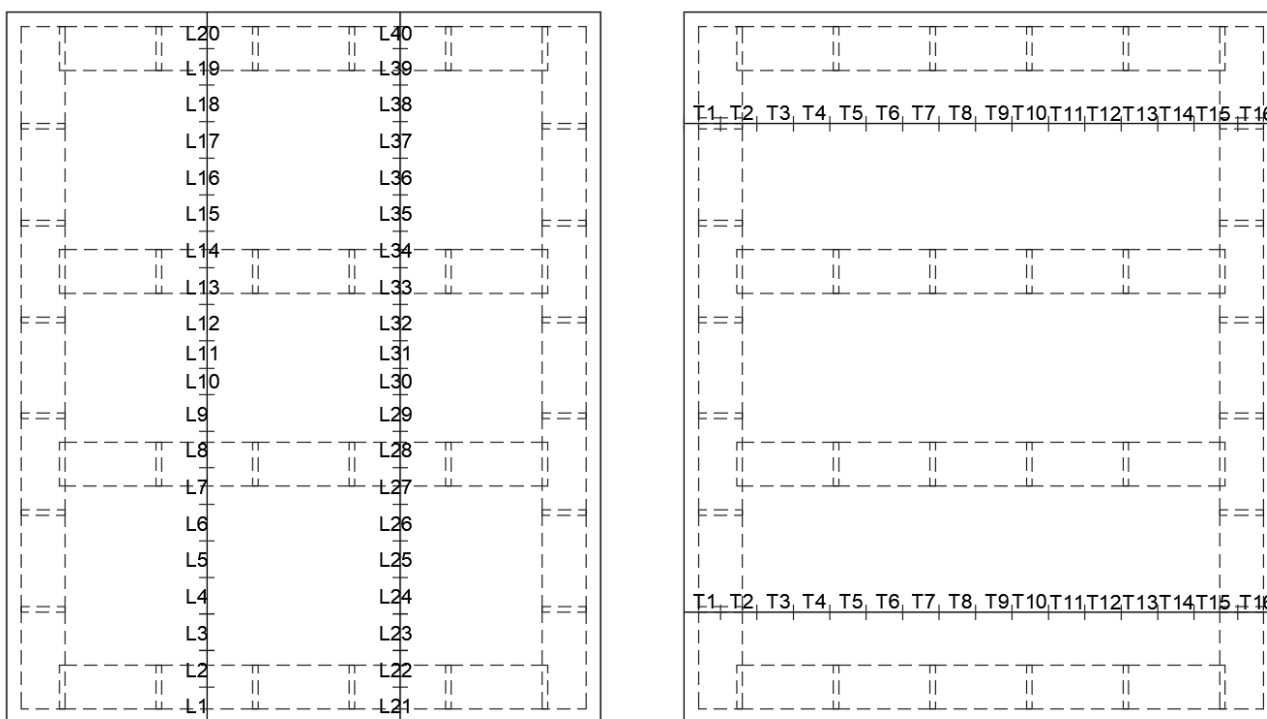 L20 L40
L19 L39
L18 L38
T1 T2 T3 T4 T5 T6 T7 T8 T9 T10 T11 T12 T13 T14 T15 T16
L17 L37
L16 L36
L15 L35
L14 L34
L13 L33
L12 L32
L11 L31
L10 L30
L9 L29
L8 L28
L7 L27
L6 L26
L5 L25
L4 L24
T1 T2 T3 T4 T5 T6 T7 T8 T9 T10 T11 T12 T13 T14 T15 T16
L3 L23
L2 L22
L1 L21